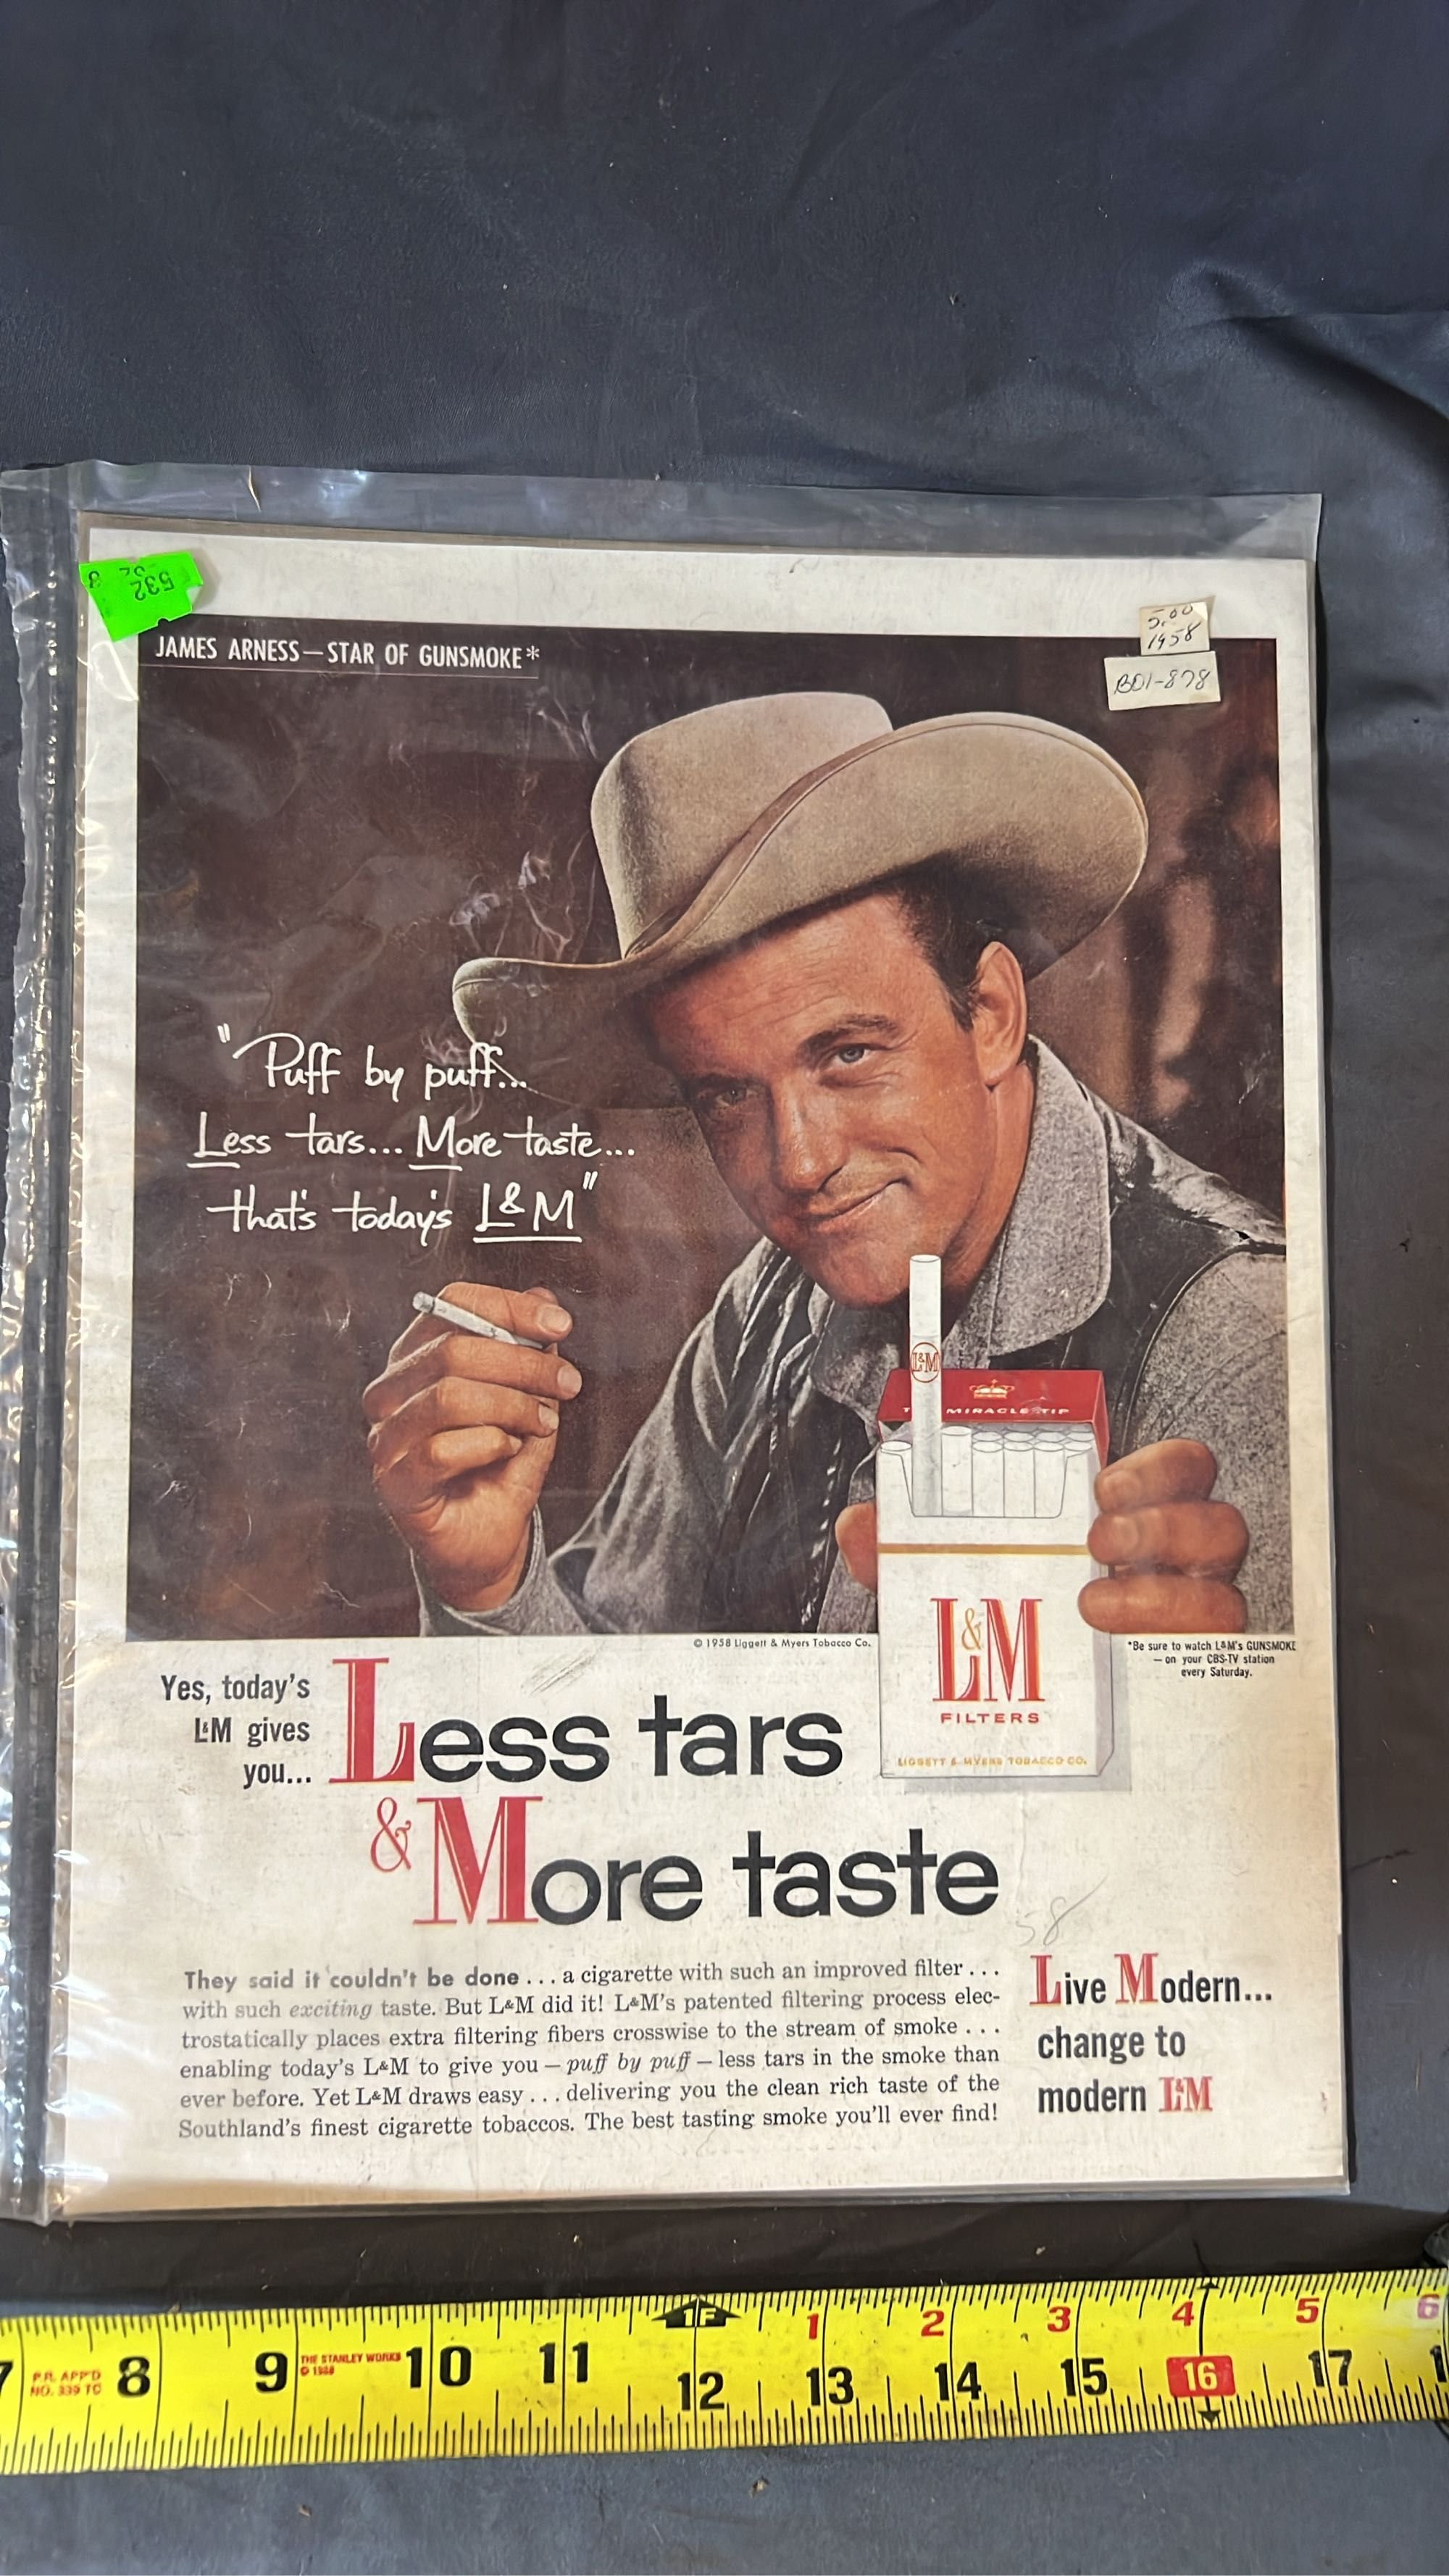 532
5.00
1958
BD1-878
JAMES ARNESS—STAR OF GUNSMOKE*
"Puff by puff...
Less tars... More taste...
that's today's L&M"
L&M
MIRACLE TIP
L&M
FILTERS
LIGGETT & MYERS TOBACCO CO.
© 1958 Liggett & Myers Tobacco Co.
*Be sure to watch L&M's GUNSMOKE
— on your CBS-TV station
every Saturday.
Yes, today's
L&M gives
you...
Less tars
& More taste
58
They said it couldn't be done . . . a cigarette with such an improved filter . . .
with such exciting taste. But L&M did it! L&M's patented filtering process elec-
trostatically places extra filtering fibers crosswise to the stream of smoke . . .
enabling today's L&M to give you — puff by puff — less tars in the smoke than
ever before. Yet L&M draws easy . . . delivering you the clean rich taste of the
Southland's finest cigarette tobaccos. The best tasting smoke you'll ever find!
Live Modern...
change to
modern L&M
1F 1 2 3 4 5 6
7 8 9 10 11 12 13 14 15 16 17
P.R. APP'D
NO. 339 TC
THE STANLEY WORKS
© 1988